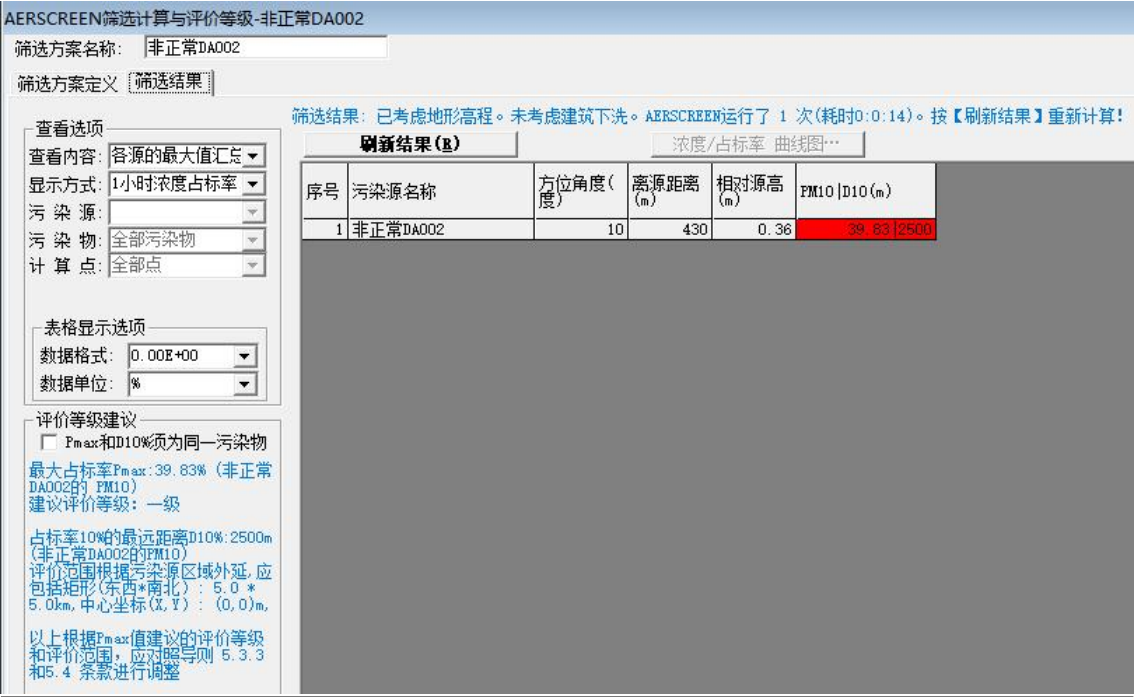 AERSCREEN筛选计算与评价等级-非正常DA002
筛选方案名称: 非正常DA002
筛选方案定义 筛选结果
筛选结果: 已考虑地形高程。未考虑建筑下洗。AERSCREEN运行了 1 次(耗时0:0:14)。按【刷新结果】重新计算!
刷新结果(R) 浓度/占标率 曲线图…
查看选项
查看内容: 各源的最大值汇总
显示方式: 1小时浓度占标率
污 染 源:
污 染 物: 全部污染物
计 算 点: 全部点
序号 污染源名称 方位角度(度) 离源距离(m) 相对源高(m) PM10|D10(m)
1 非正常DA002 10 430 0.36 39.83|2500
表格显示选项
数据格式: 0.00E+00
数据单位: %
评价等级建议
Pmax和D10%须为同一污染物
最大占标率Pmax:39.83% (非正常
DA002的 PM10)
建议评价等级: 一级
占标率10%的最远距离D10%:2500m
(非正常DA002的PM10)
评价范围根据污染源区域外延,应
包括矩形(东西*南北) : 5.0 *
5.0km,中心坐标(X,Y) : (0,0)m,
以上根据Pmax值建议的评价等级
和评价范围, 应对照导则 5.3.3
和5.4 条款进行调整